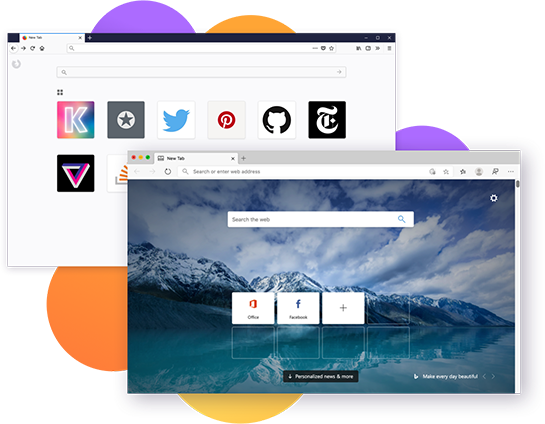 New Tab
K
T
New Tab
Search or enter web address
Search the web
Office
Facebook
Personalized news & more
Make every day beautiful